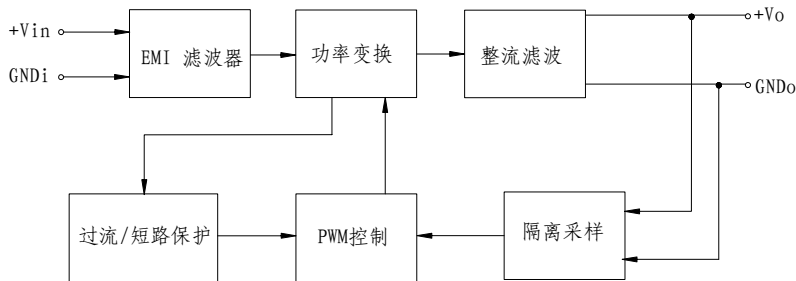 +Vin
GNDi
EMI 滤波器
功率变换
整流滤波
+Vo
GNDo
过流/短路保护
PWM控制
隔离采样